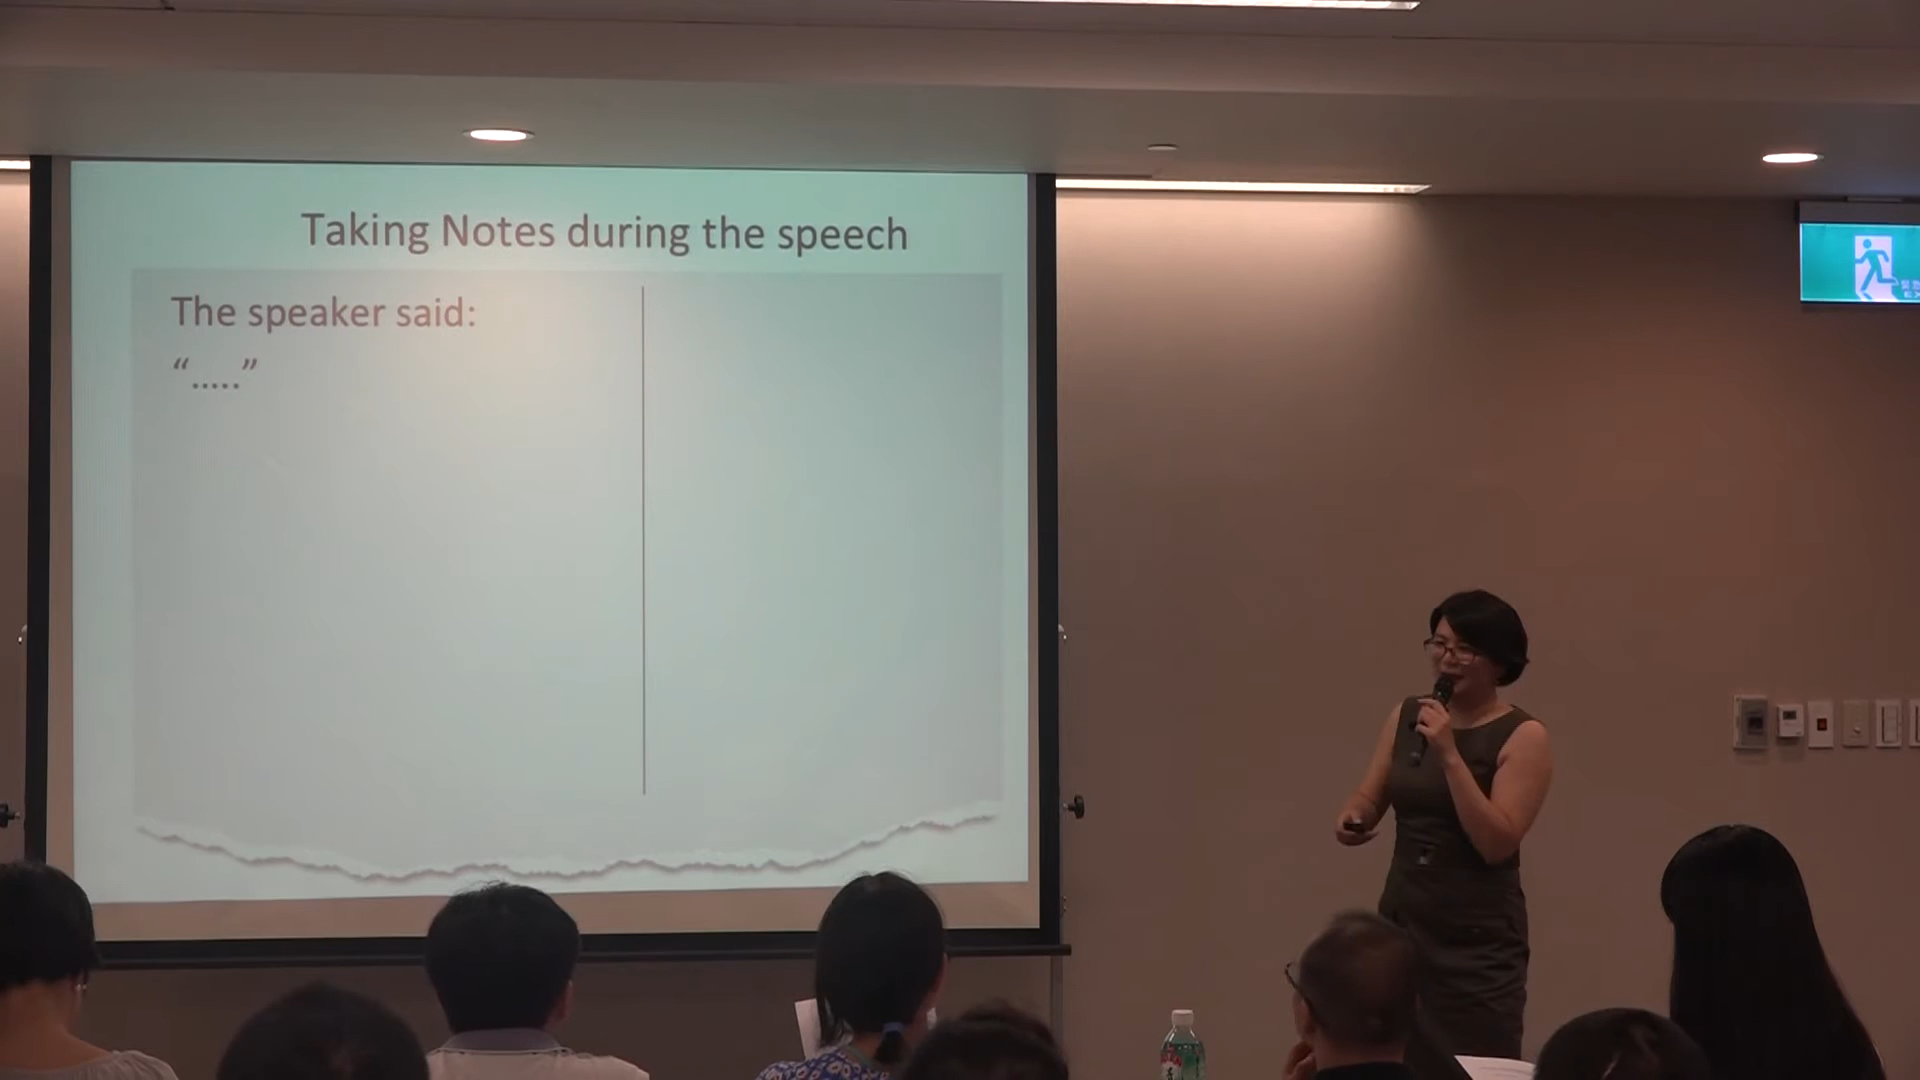 Taking Notes during the speech
The speaker said:
“.....”